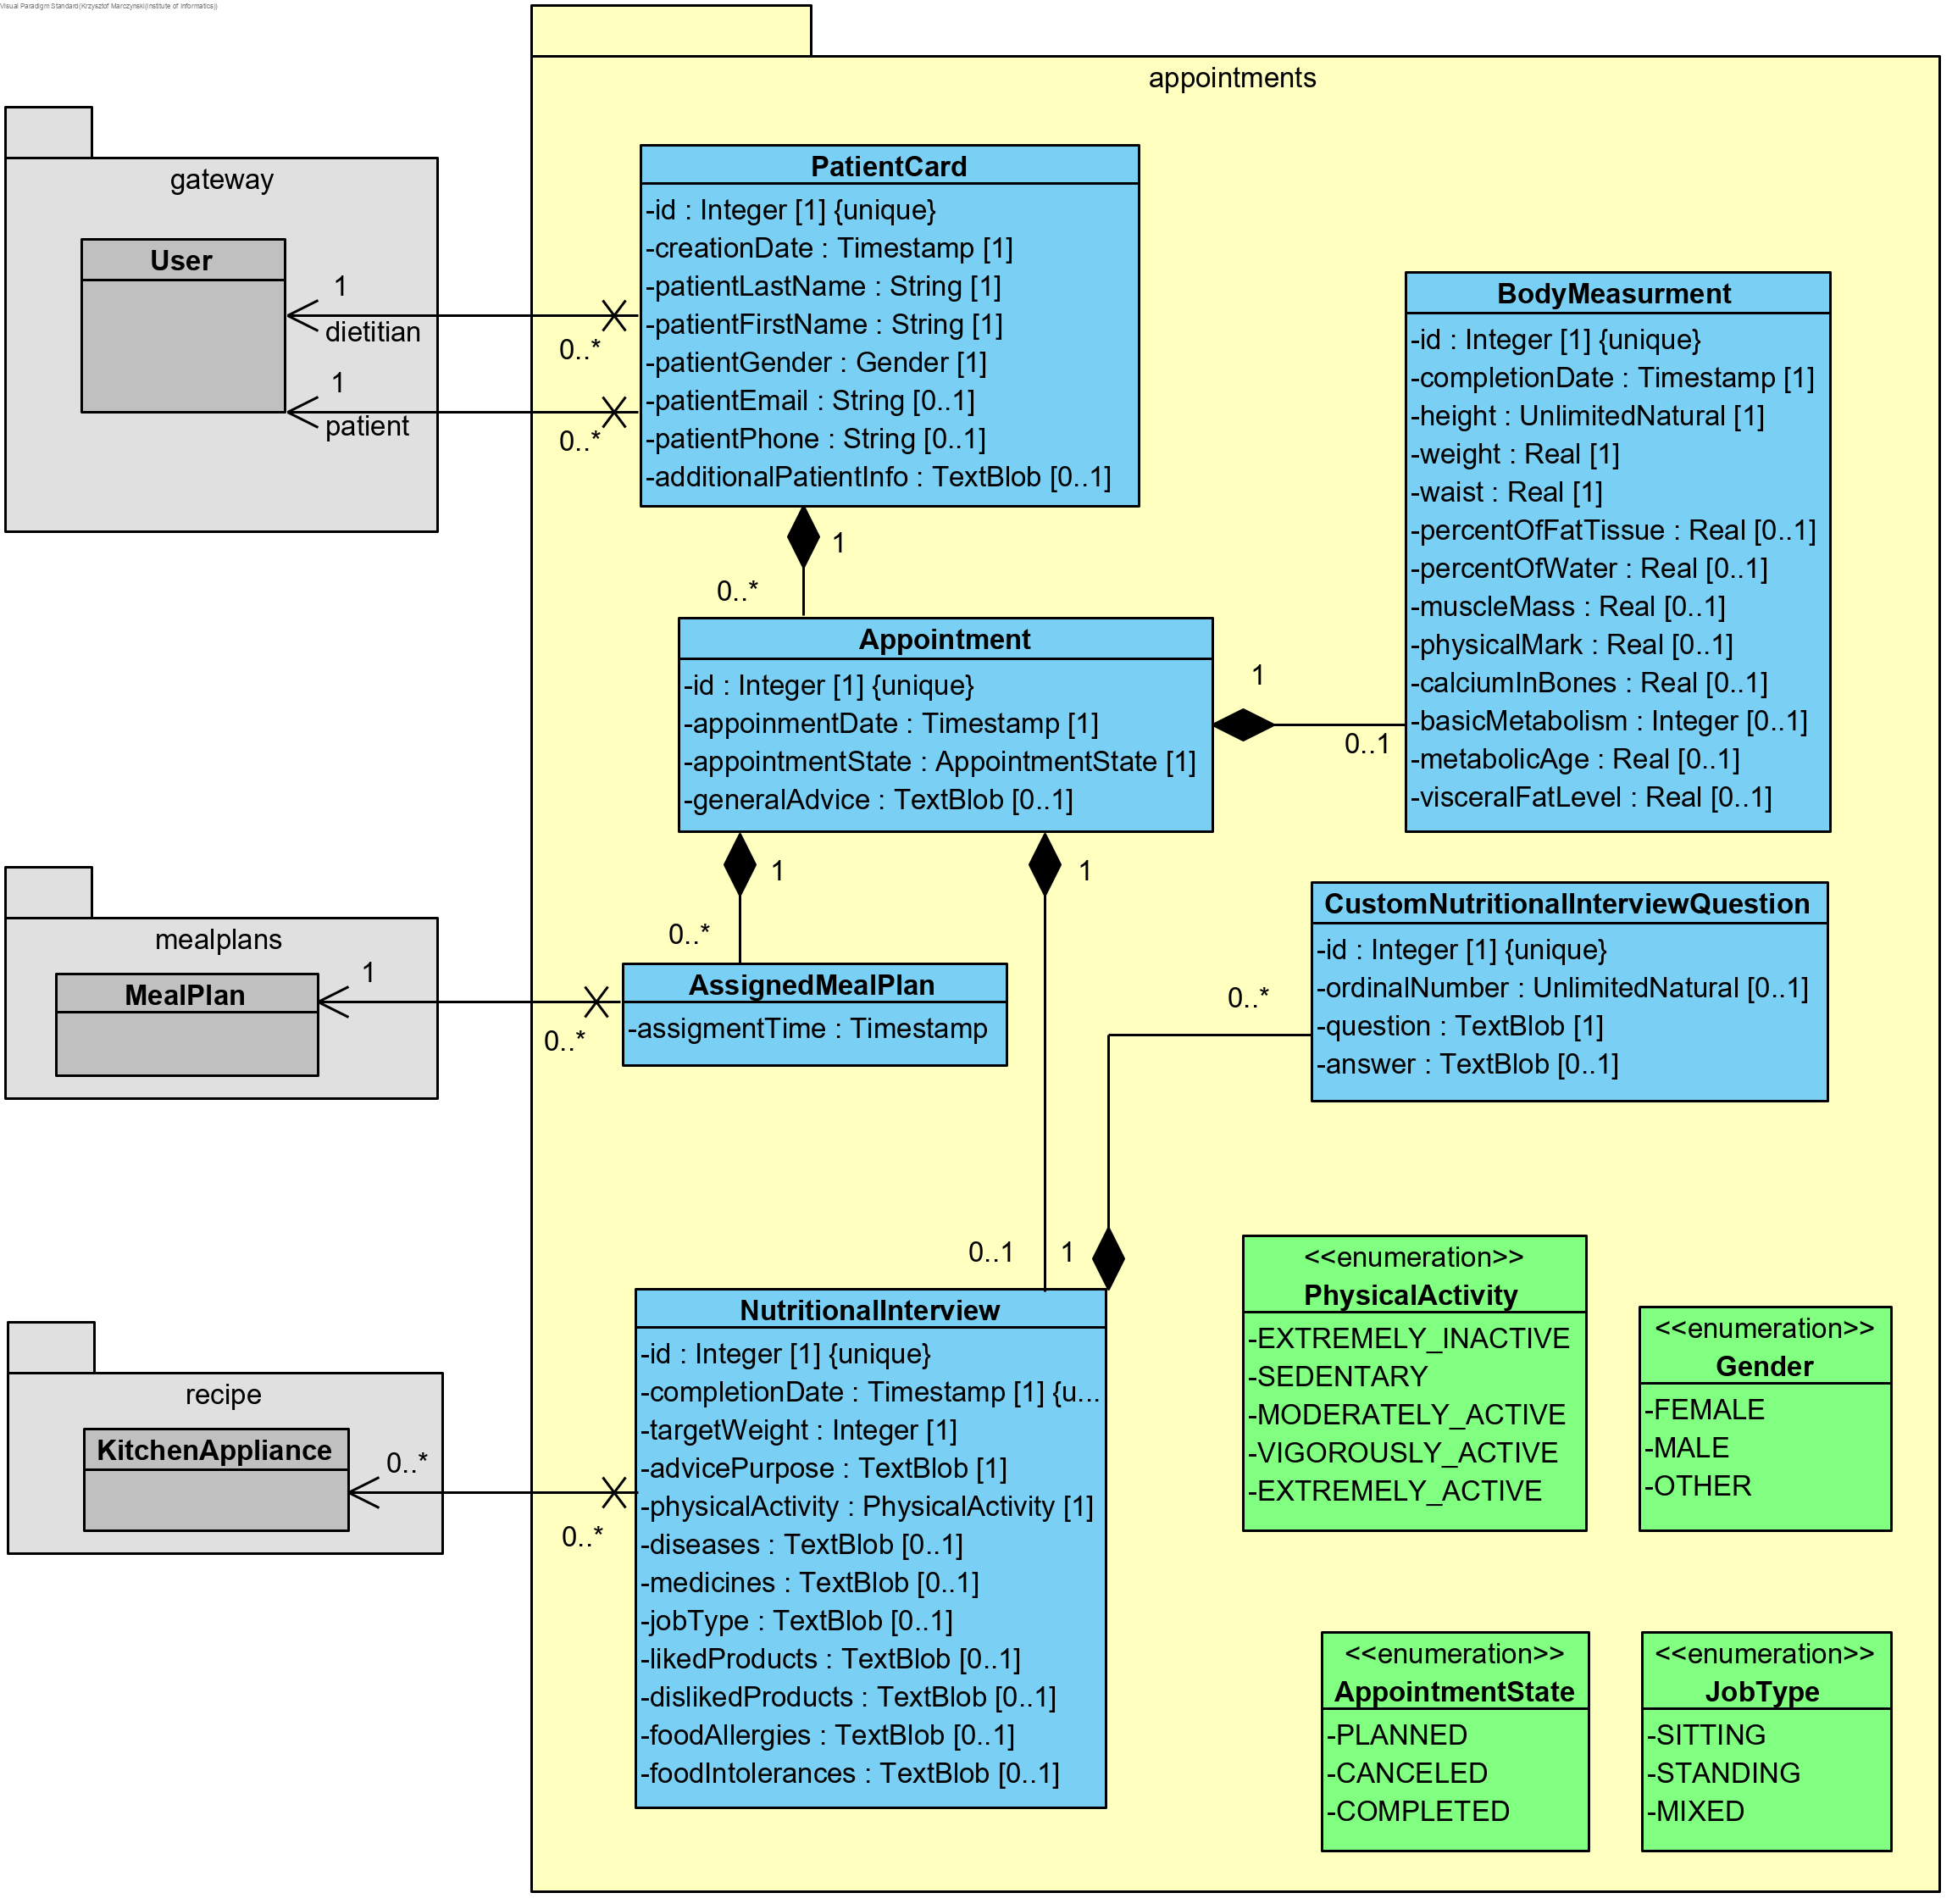 Visual Paradigm Standard(Krzysztof Marczynski(Institute of Informatics))
appointments
gateway
User
1
dietitian
0..*
1
patient
0..*
PatientCard
-id : Integer [1] {unique}
-creationDate : Timestamp [1]
-patientLastName : String [1]
-patientFirstName : String [1]
-patientGender : Gender [1]
-patientEmail : String [0..1]
-patientPhone : String [0..1]
-additionalPatientInfo : TextBlob [0..1]
1
0..*
BodyMeasurment
-id : Integer [1] {unique}
-completionDate : Timestamp [1]
-height : UnlimitedNatural [1]
-weight : Real [1]
-waist : Real [1]
-percentOfFatTissue : Real [0..1]
-percentOfWater : Real [0..1]
-muscleMass : Real [0..1]
-physicalMark : Real [0..1]
-calciumInBones : Real [0..1]
-basicMetabolism : Integer [0..1]
-metabolicAge : Real [0..1]
-visceralFatLevel : Real [0..1]
Appointment
-id : Integer [1] {unique}
-appoinmentDate : Timestamp [1]
-appointmentState : AppointmentState [1]
-generalAdvice : TextBlob [0..1]
1
0..1
1
0..*
1
0..1
mealplans
MealPlan
1
0..*
AssignedMealPlan
-assigmentTime : Timestamp
CustomNutritionalInterviewQuestion
-id : Integer [1] {unique}
-ordinalNumber : UnlimitedNatural [0..1]
-question : TextBlob [1]
-answer : TextBlob [0..1]
0..*
1
recipe
KitchenAppliance
0..*
0..*
NutritionalInterview
-id : Integer [1] {unique}
-completionDate : Timestamp [1] {u...
-targetWeight : Integer [1]
-advicePurpose : TextBlob [1]
-physicalActivity : PhysicalActivity [1]
-diseases : TextBlob [0..1]
-medicines : TextBlob [0..1]
-jobType : TextBlob [0..1]
-likedProducts : TextBlob [0..1]
-dislikedProducts : TextBlob [0..1]
-foodAllergies : TextBlob [0..1]
-foodIntolerances : TextBlob [0..1]
<<enumeration>>
PhysicalActivity
-EXTREMELY_INACTIVE
-SEDENTARY
-MODERATELY_ACTIVE
-VIGOROUSLY_ACTIVE
-EXTREMELY_ACTIVE
<<enumeration>>
Gender
-FEMALE
-MALE
-OTHER
<<enumeration>>
AppointmentState
-PLANNED
-CANCELED
-COMPLETED
<<enumeration>>
JobType
-SITTING
-STANDING
-MIXED